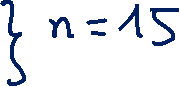 } n = 15